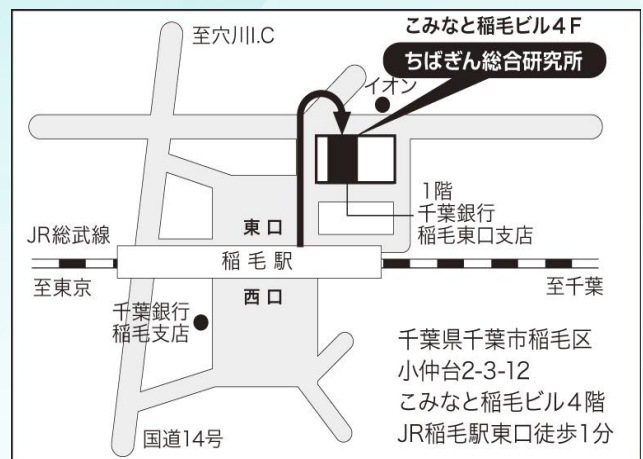 こみなと稲毛ビル4F
ちばぎん総合研究所
至穴川I.C
イオン
1階
千葉銀行
稲毛東口支店
東口
JR総武線
稲毛駅
至東京
西口
至千葉
千葉銀行
稲毛支店
国道14号
千葉県千葉市稲毛区
小仲台2-3-12
こみなと稲毛ビル4階
JR稲毛駅東口徒歩1分